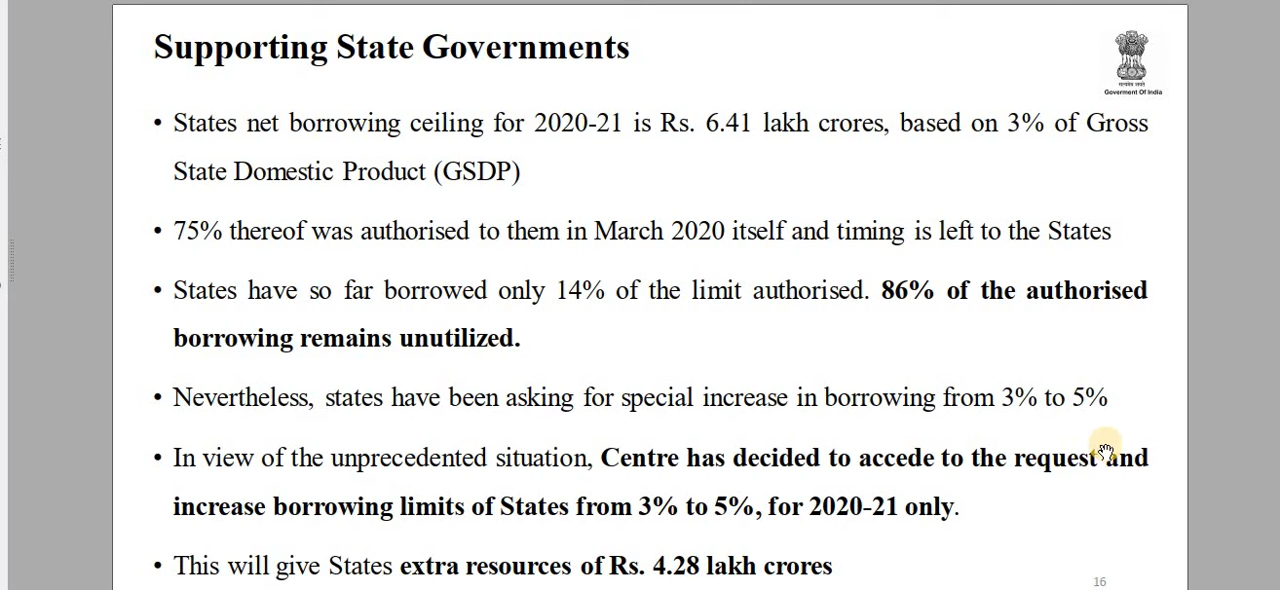 Supporting State Governments
सत्यमेव जयते
Goverment Of India
• States net borrowing ceiling for 2020-21 is Rs. 6.41 lakh crores, based on 3% of Gross
State Domestic Product (GSDP)
• 75% thereof was authorised to them in March 2020 itself and timing is left to the States
• States have so far borrowed only 14% of the limit authorised. 86% of the authorised
borrowing remains unutilized.
• Nevertheless, states have been asking for special increase in borrowing from 3% to 5%
• In view of the unprecedented situation, Centre has decided to accede to the request and
increase borrowing limits of States from 3% to 5%, for 2020-21 only.
• This will give States extra resources of Rs. 4.28 lakh crores
16